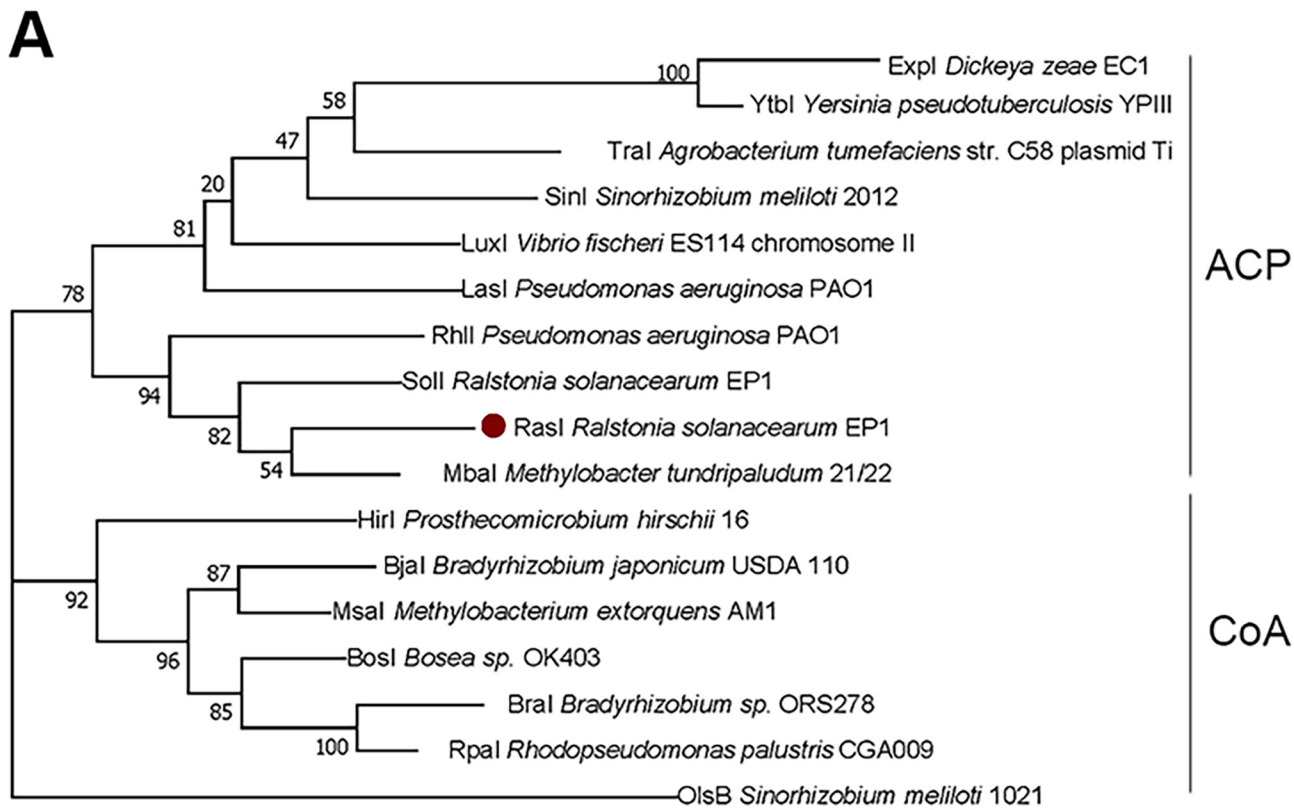 A
100
ExpI Dickeya zeae EC1
YtbI Yersinia pseudotuberculosis YPIII
58
TraI Agrobacterium tumefaciens str. C58 plasmid Ti
47
SinI Sinorhizobium meliloti 2012
20
LuxI Vibrio fischeri ES114 chromosome II
81
LasI Pseudomonas aeruginosa PAO1
ACP
78
RhlI Pseudomonas aeruginosa PAO1
SolI Ralstonia solanacearum EP1
94
RasI Ralstonia solanacearum EP1
82
MbaI Methylobacter tundripaludum 21/22
54
HirI Prosthecomicrobium hirschii 16
BjaI Bradyrhizobium japonicum USDA 110
87
92
MsaI Methylobacterium extorquens AM1
CoA
96
BosI Bosea sp. OK403
85
BraI Bradyrhizobium sp. ORS278
100
RpaI Rhodopseudomonas palustris CGA009
OlsB Sinorhizobium meliloti 1021